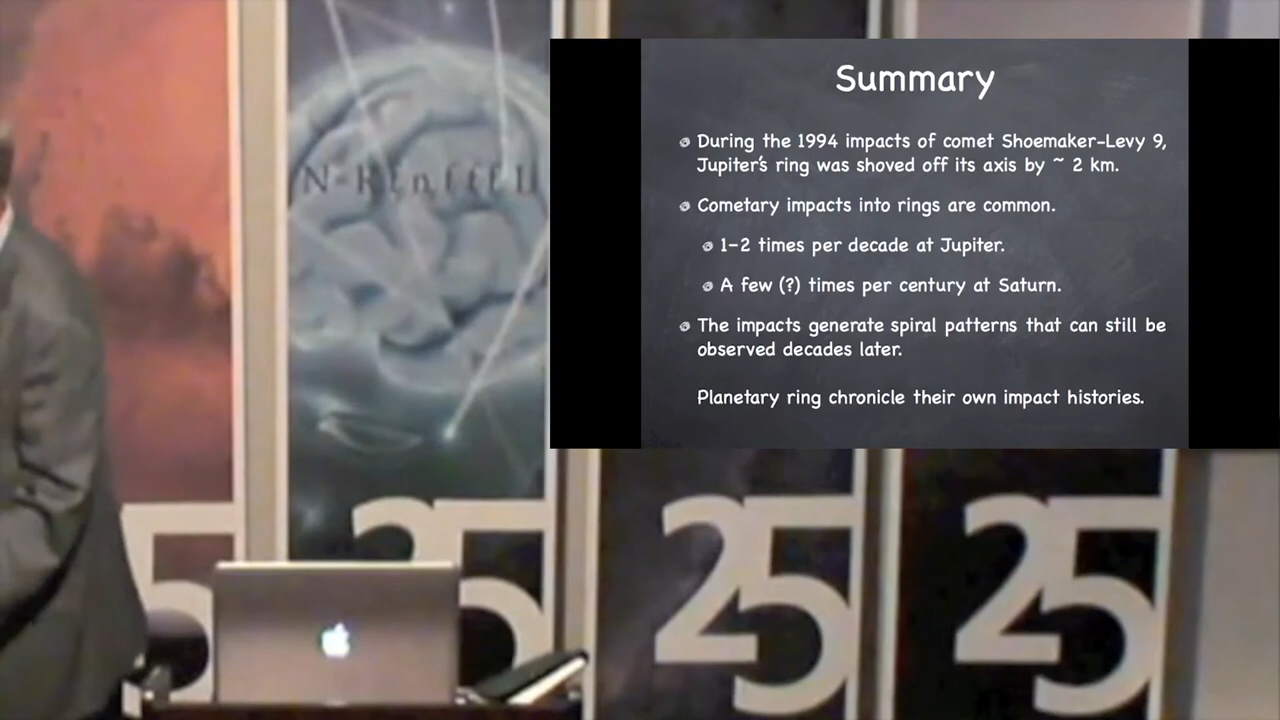 Summary
During the 1994 impacts of comet Shoemaker-Levy 9,
Jupiter's ring was shoved off its axis by ~ 2 km.
Cometary impacts into rings are common.
1-2 times per decade at Jupiter.
A few (?) times per century at Saturn.
The impacts generate spiral patterns that can still be
observed decades later.
Planetary ring chronicle their own impact histories.
5
25
25
25